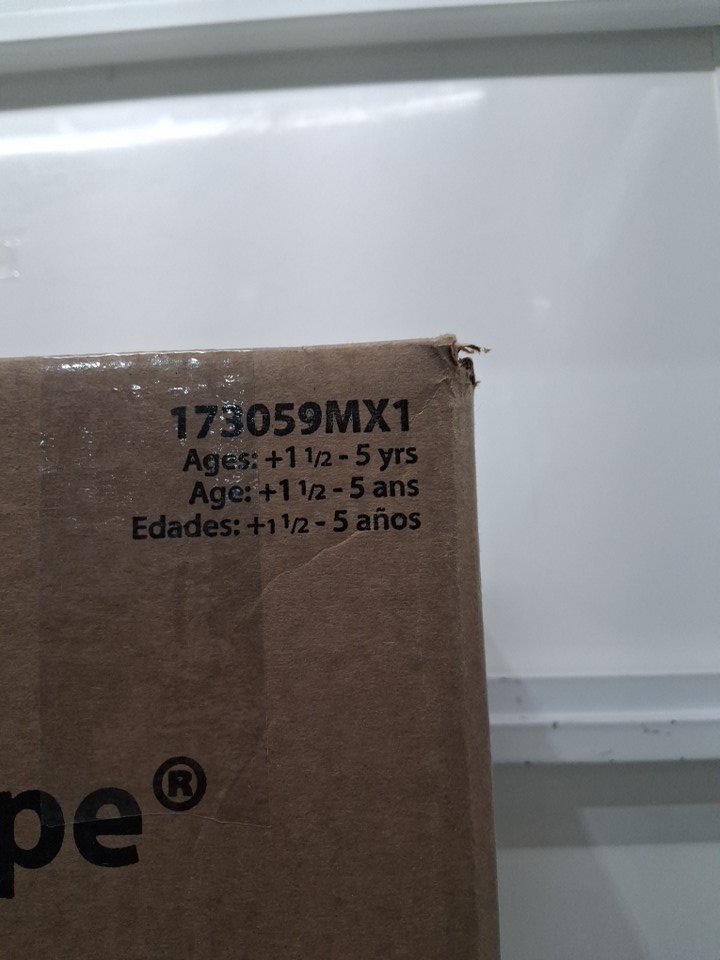 173059MX1
Ages: +1 1/2 - 5 yrs
Age: +1 1/2 - 5 ans
Edades: +1 1/2 - 5 años
pe®